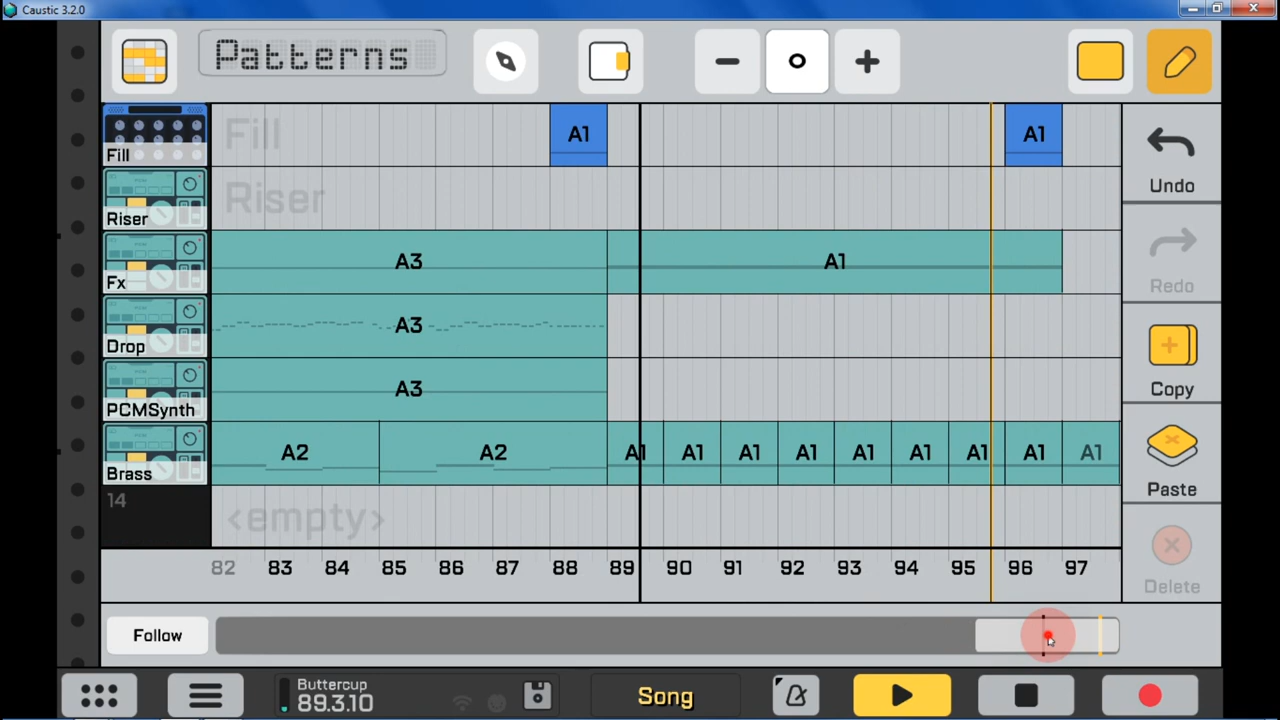 Caustic 3.2.0
Patterns
Fill
Fill
A1
A1
Undo
Riser
Riser
Redo
Fx
A3
A1
Drop
A3
Copy
PCMSynth
A3
Brass
A2
A2
A1
A1
A1
A1
A1
A1
A1
A1
A1
Paste
14
<empty>
82 83 84 85 86 87 88 89 90 91 92 93 94 95 96 97
Delete
Follow
Buttercup
89.3.10
Song